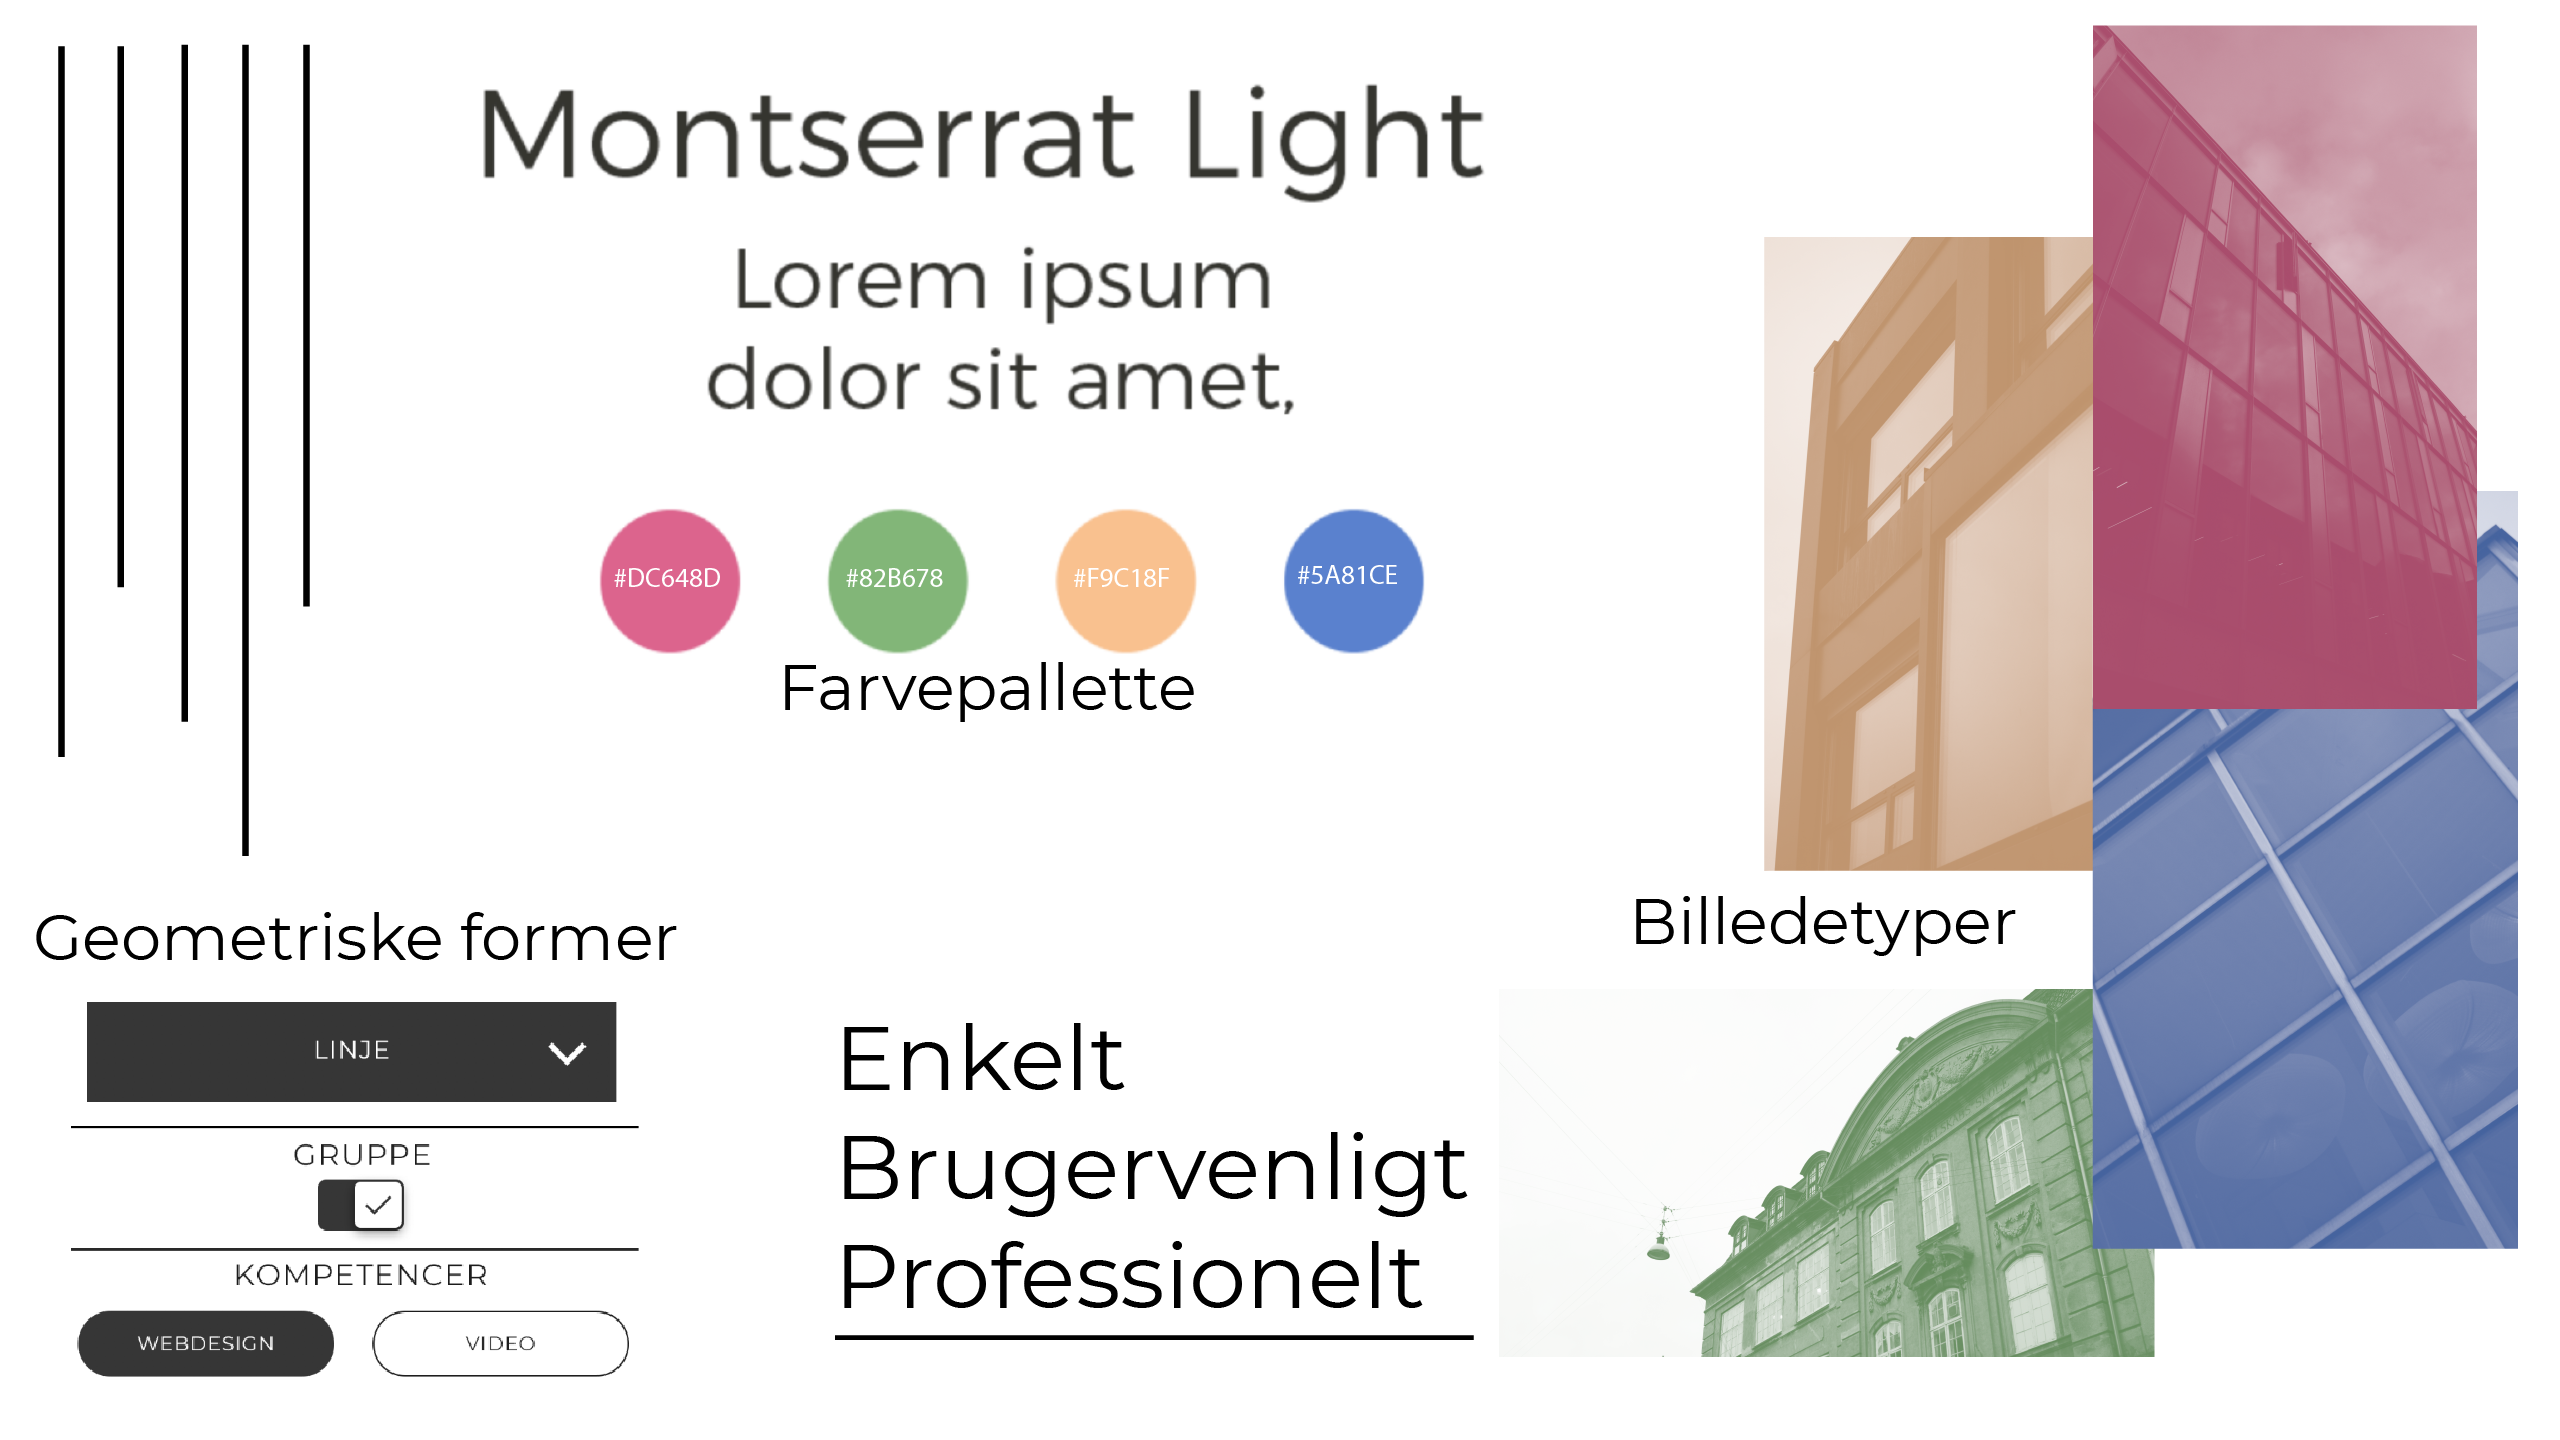 Montserrat Light
Lorem ipsum
dolor sit amet,
#DC648D
#82B678
#F9C18F
#5A81CE
Farvepallette
Geometriske former
LINJE
GRUPPE
KOMPETENCER
WEBDESIGN
VIDEO
Enkelt
Brugervenligt
Professionelt
Billedetyper